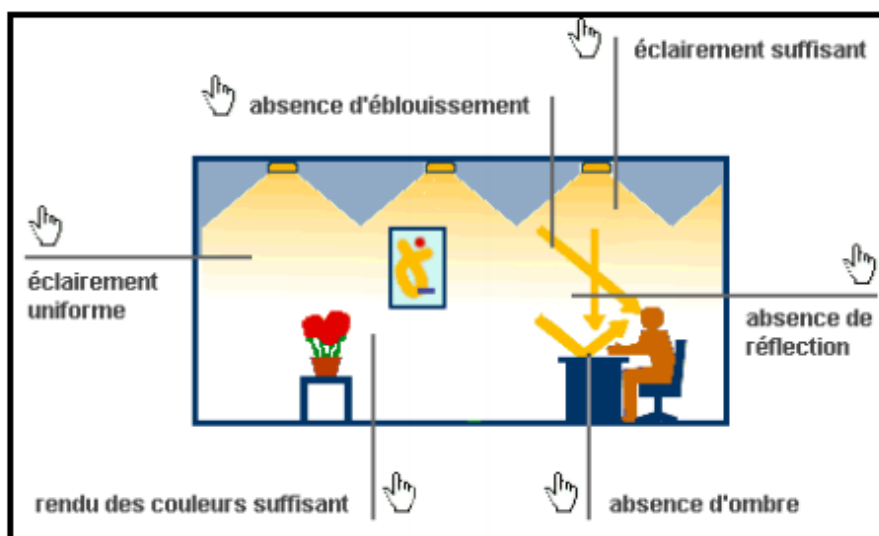 éclairement suffisant
absence d'éblouissement
éclairement
uniforme
absence de
réflection
rendu des couleurs suffisant
absence d'ombre